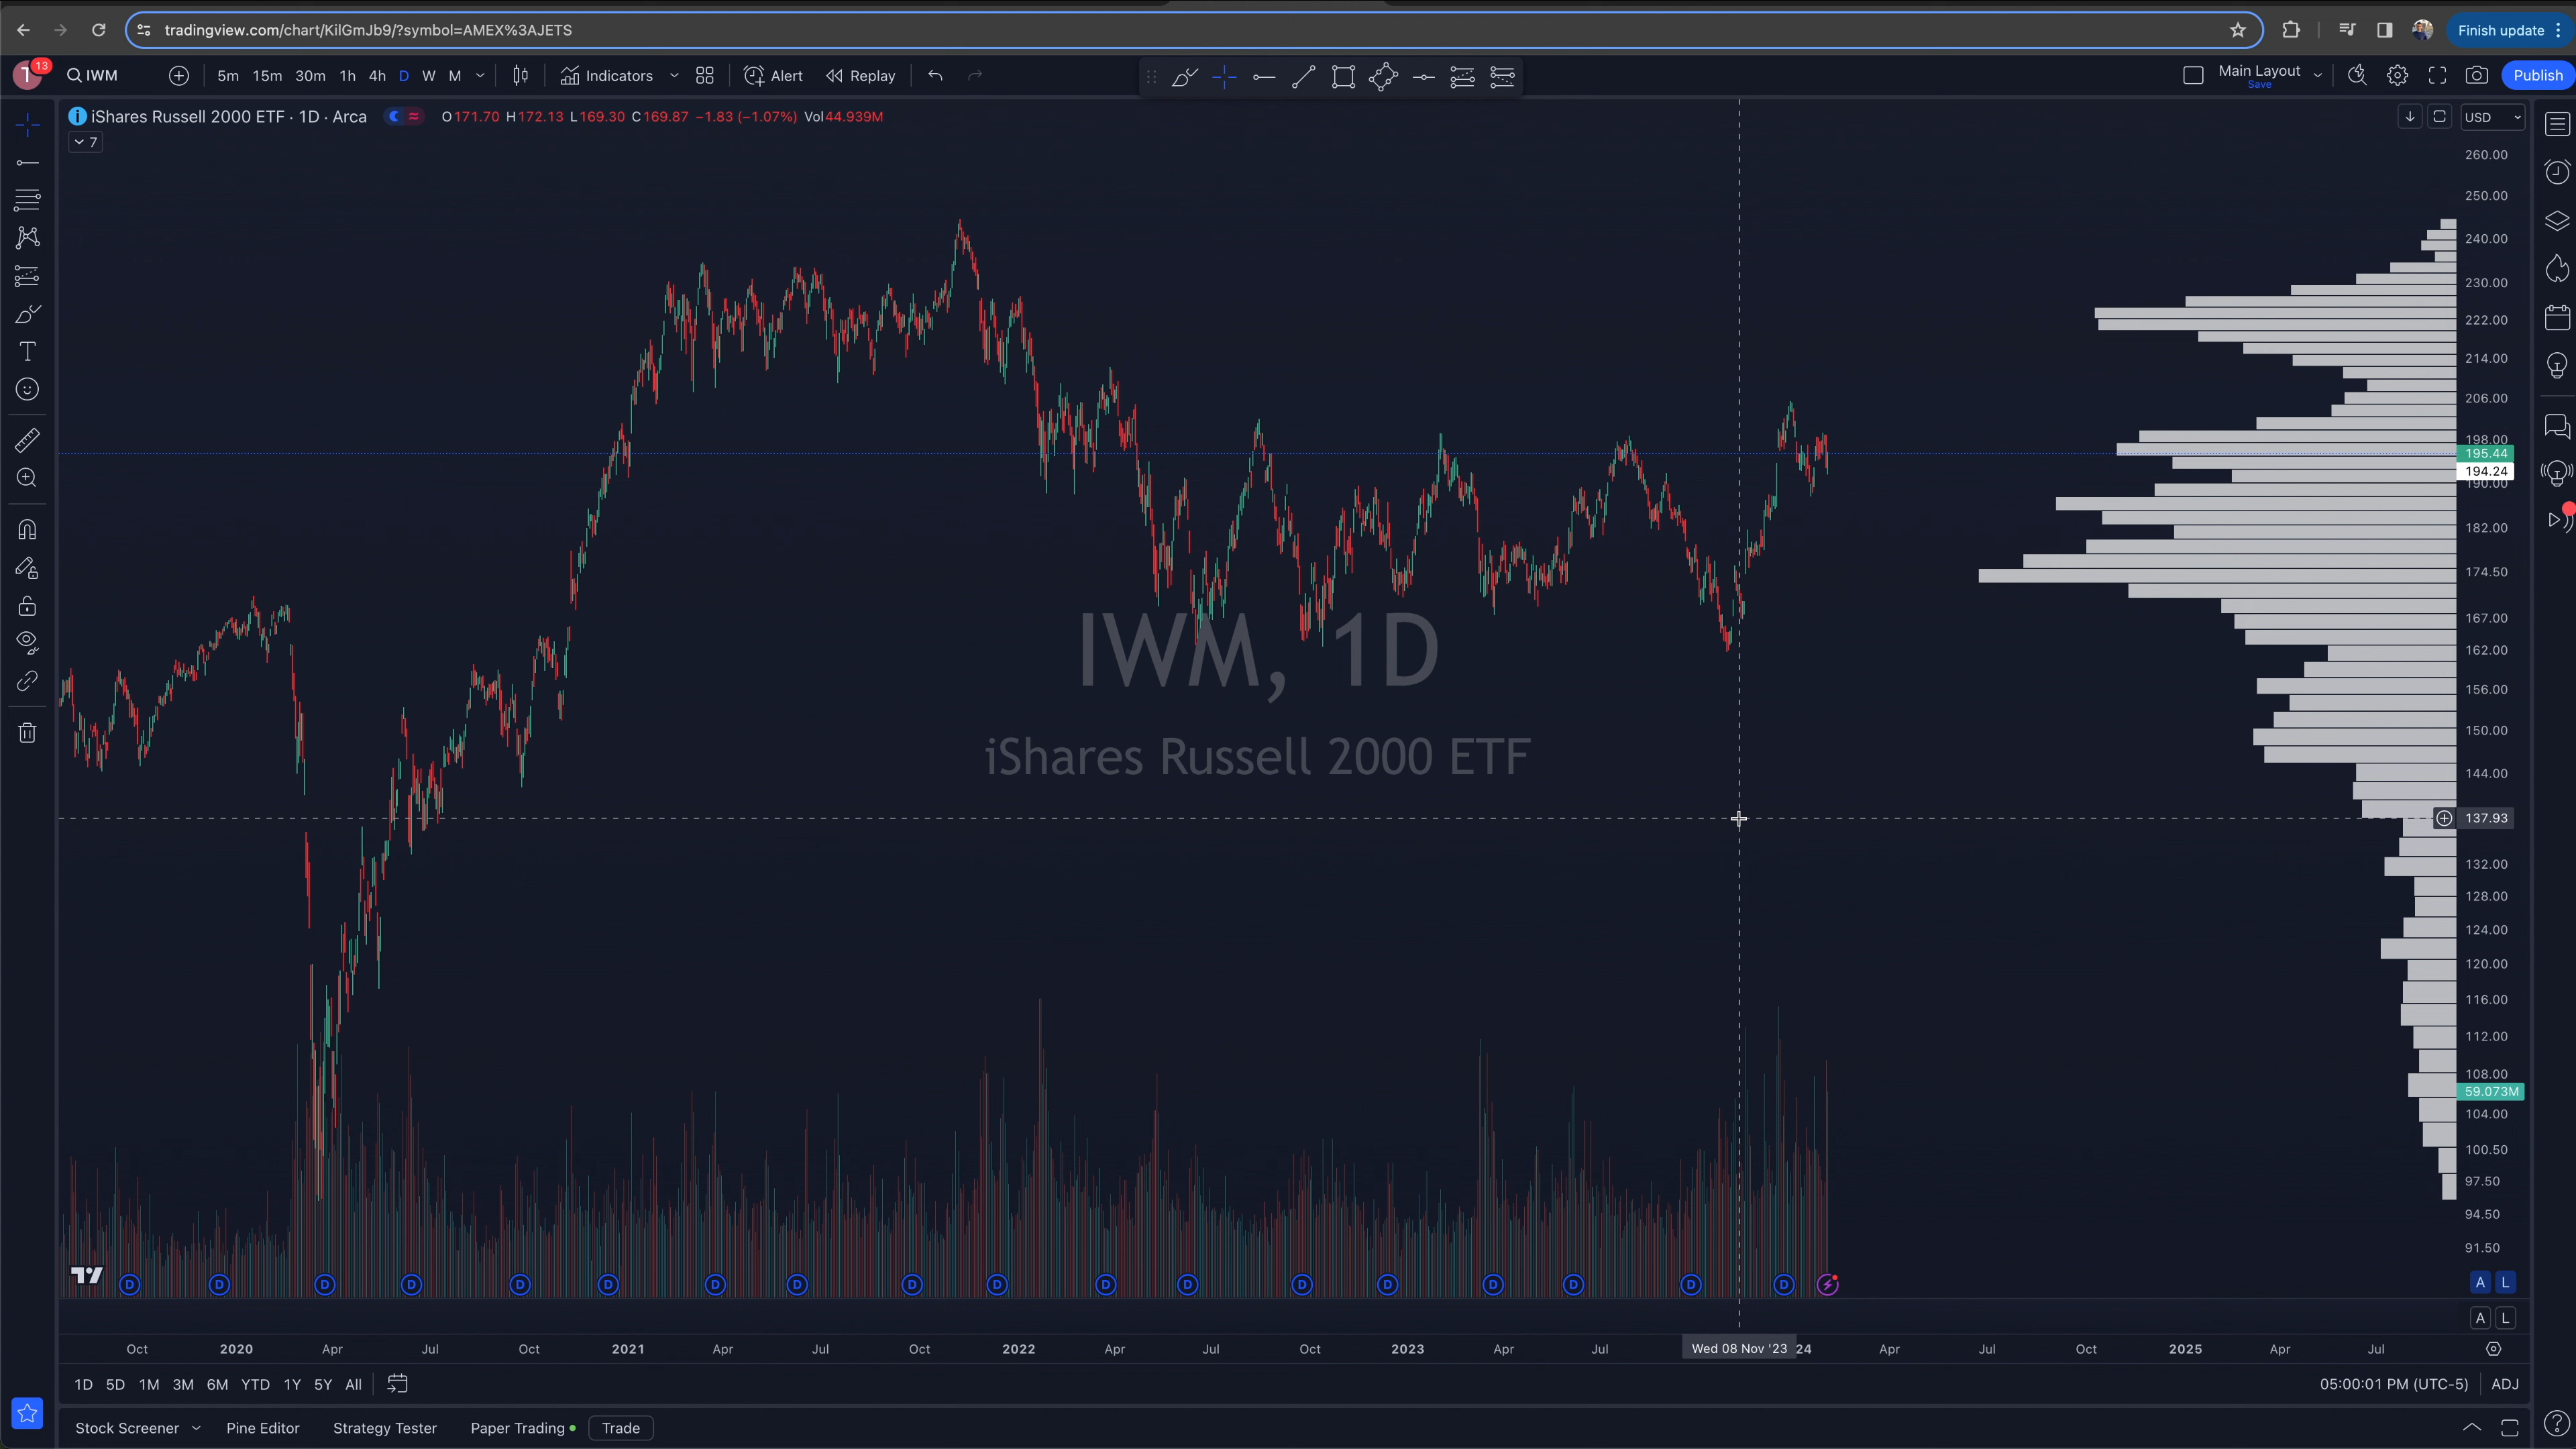 tradingview.com/chart/KilGmJb9/?symbol=AMEX%3AJETS
Finish update
T 13 IWM 5m 15m 30m 1h 4h D W M Indicators Alert Replay Main Layout Save Publish
iShares Russell 2000 ETF · 1D · Arca O171.70 H172.13 L169.30 C169.87 −1.83 (−1.07%) Vol44.939M USD
7
260.00
250.00
240.00
230.00
222.00
214.00
206.00
198.00
195.44
194.24
190.00
182.00
174.50
167.00
162.00
156.00
150.00
144.00
137.93
132.00
128.00
124.00
120.00
116.00
112.00
108.00
59.073M
104.00
100.50
97.50
94.50
91.50
IWM, 1D
iShares Russell 2000 ETF
D D D D D D D D D D D D D D D D D D
A L
A L
Oct 2020 Apr Jul Oct 2021 Apr Jul Oct 2022 Apr Jul Oct 2023 Apr Jul Wed 08 Nov '23 24 Apr Jul Oct 2025 Apr Jul
1D 5D 1M 3M 6M YTD 1Y 5Y All 05:00:01 PM (UTC-5) ADJ
Stock Screener Pine Editor Strategy Tester Paper Trading Trade